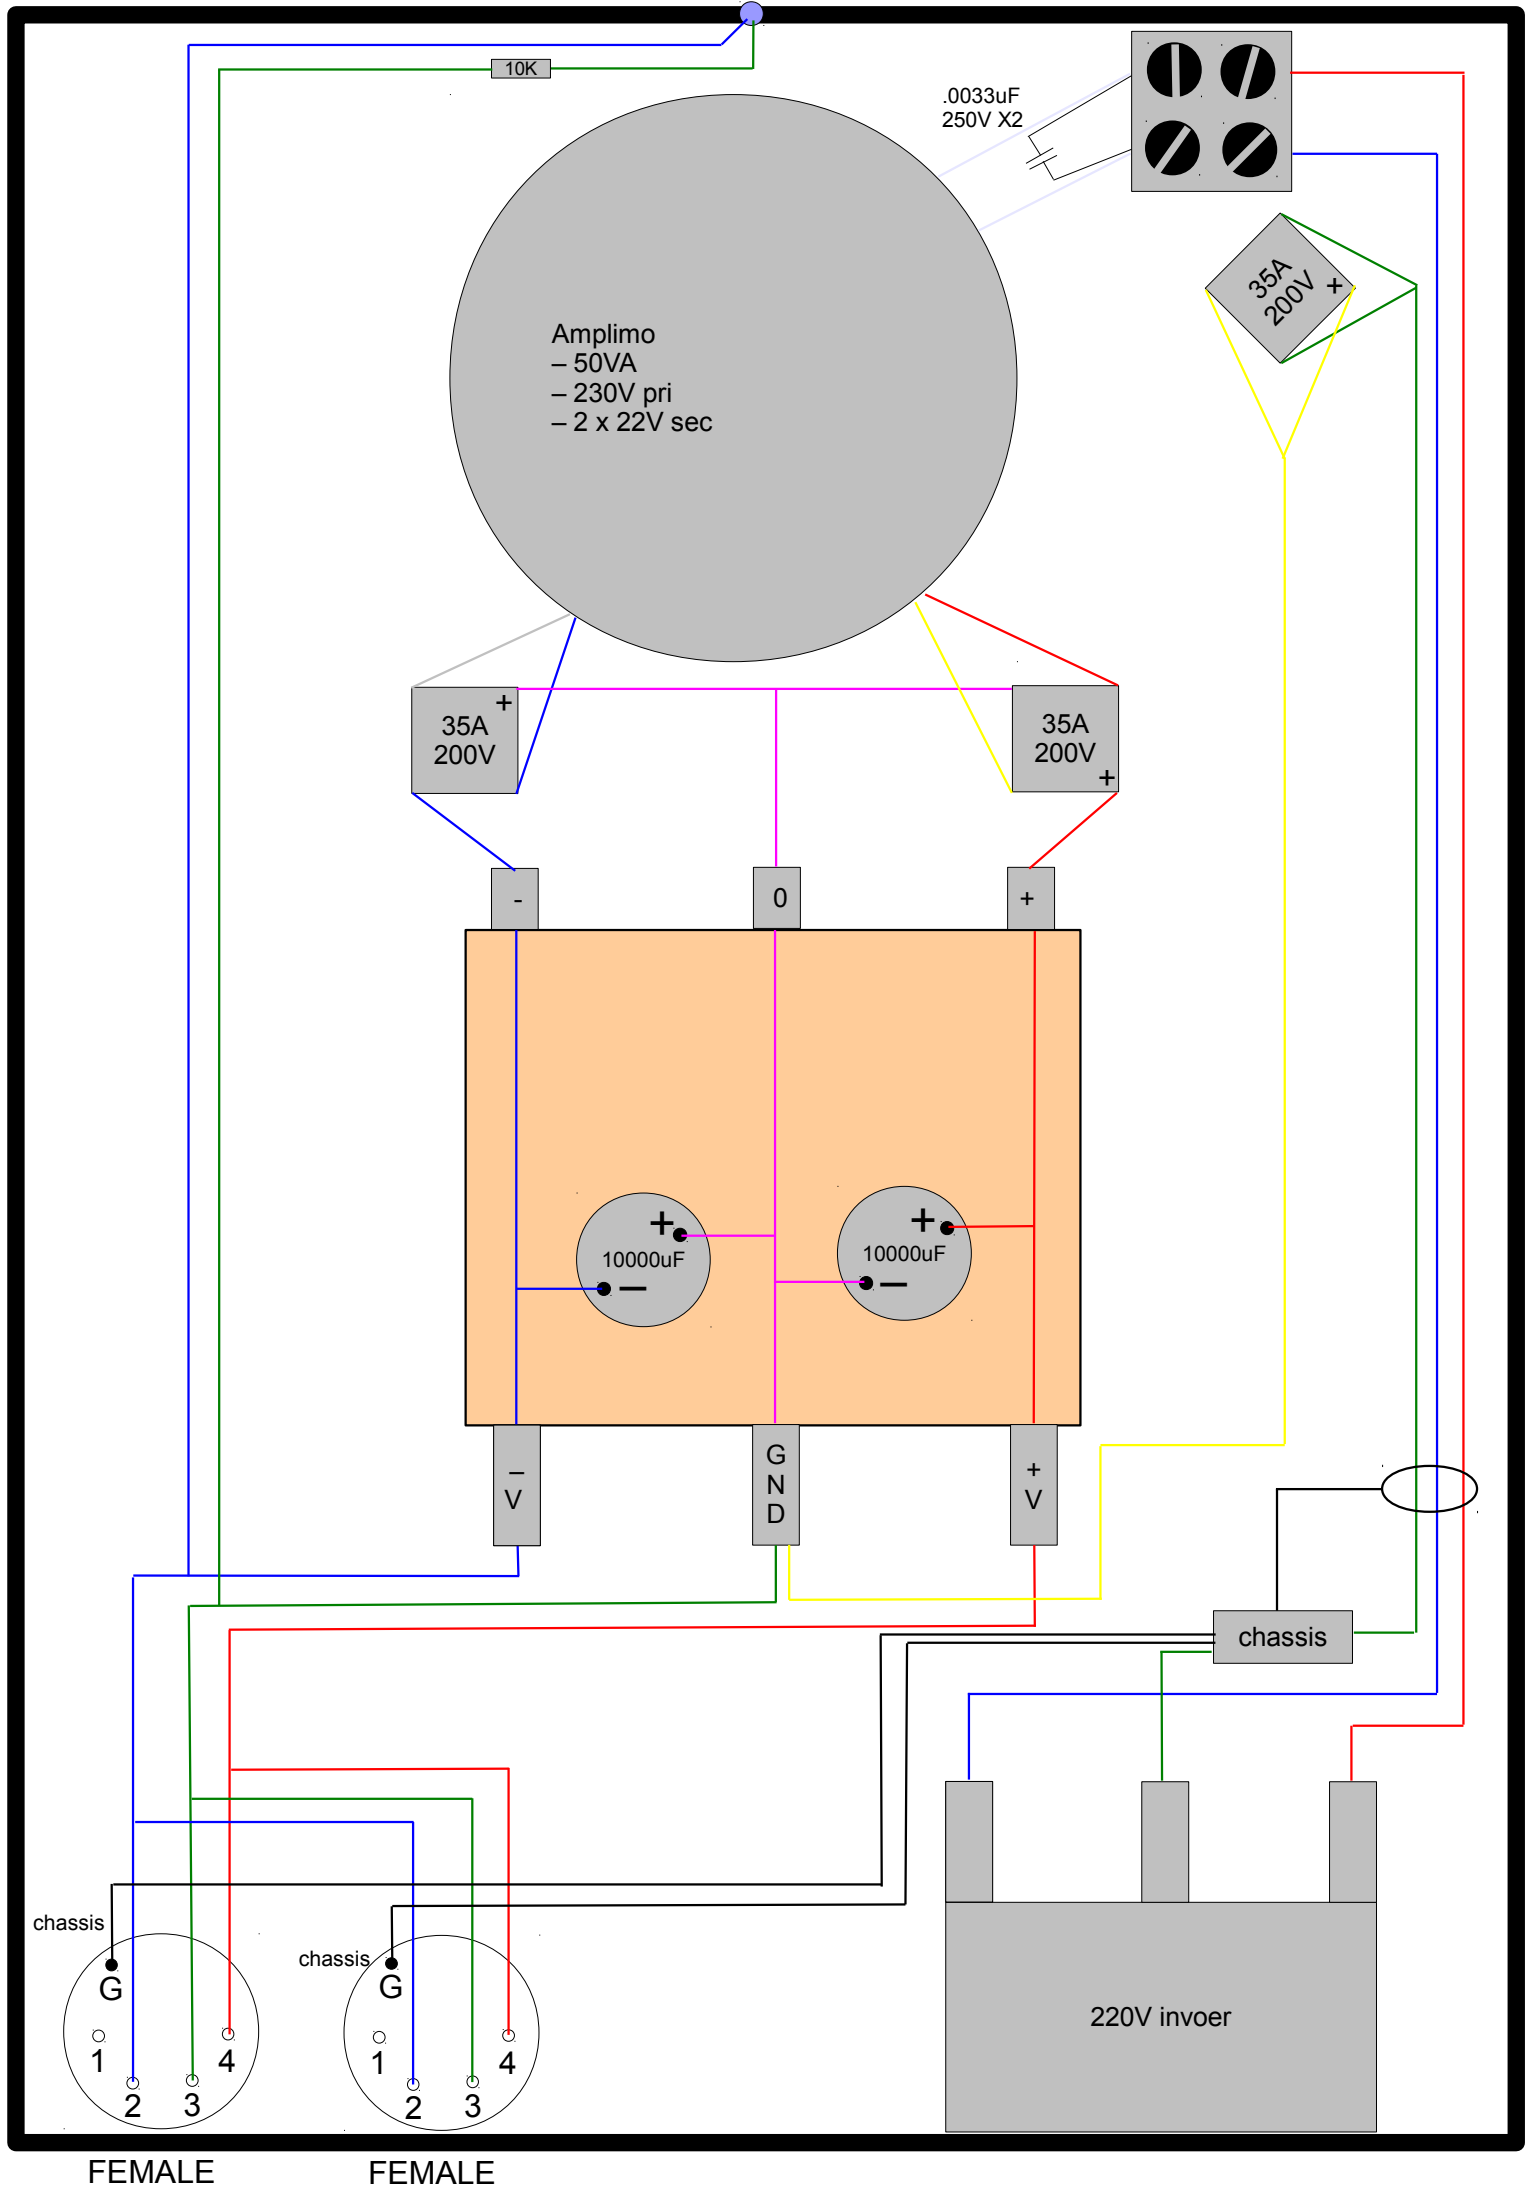 10K
.0033uF
250V X2
35A
200V
+
Amplimo
– 50VA
– 230V pri
– 2 x 22V sec
+
35A
200V
35A
200V
+
-
0
+
+
10000uF
–
+
10000uF
–
–
V
G
N
D
+
V
chassis
chassis
G
1
2
3
4
chassis
G
1
2
3
4
220V invoer
FEMALE
FEMALE